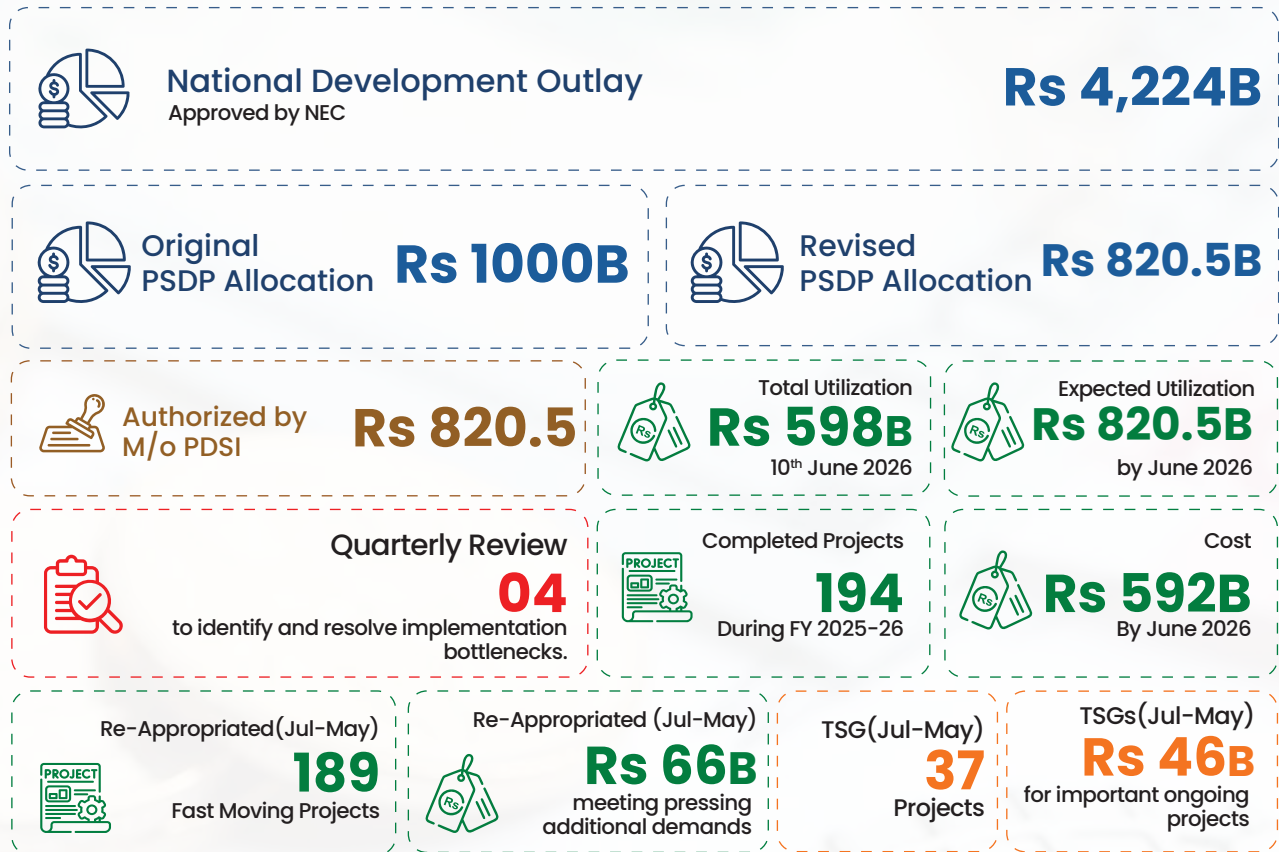 National Development Outlay
Approved by NEC
Rs 4,224B
Original
PSDP Allocation
Rs 1000B
Revised
PSDP Allocation
Rs 820.5B
Authorized by
M/o PDSI
Rs 820.5
Total Utilization
Rs 598B
10th June 2026
Expected Utilization
Rs 820.5B
by June 2026
Quarterly Review
04
to identify and resolve implementation
bottlenecks.
PROJECT
Completed Projects
194
During FY 2025-26
Cost
Rs 592B
By June 2026
Re-Appropriated(Jul-May)
PROJECT
189
Fast Moving Projects
Re-Appropriated (Jul-May)
Rs 66B
meeting pressing
additional demands
TSG(Jul-May)
37
Projects
TSGs(Jul-May)
Rs 46B
for important ongoing
projects
$
$
$
Rs
Rs
Rs
Rs